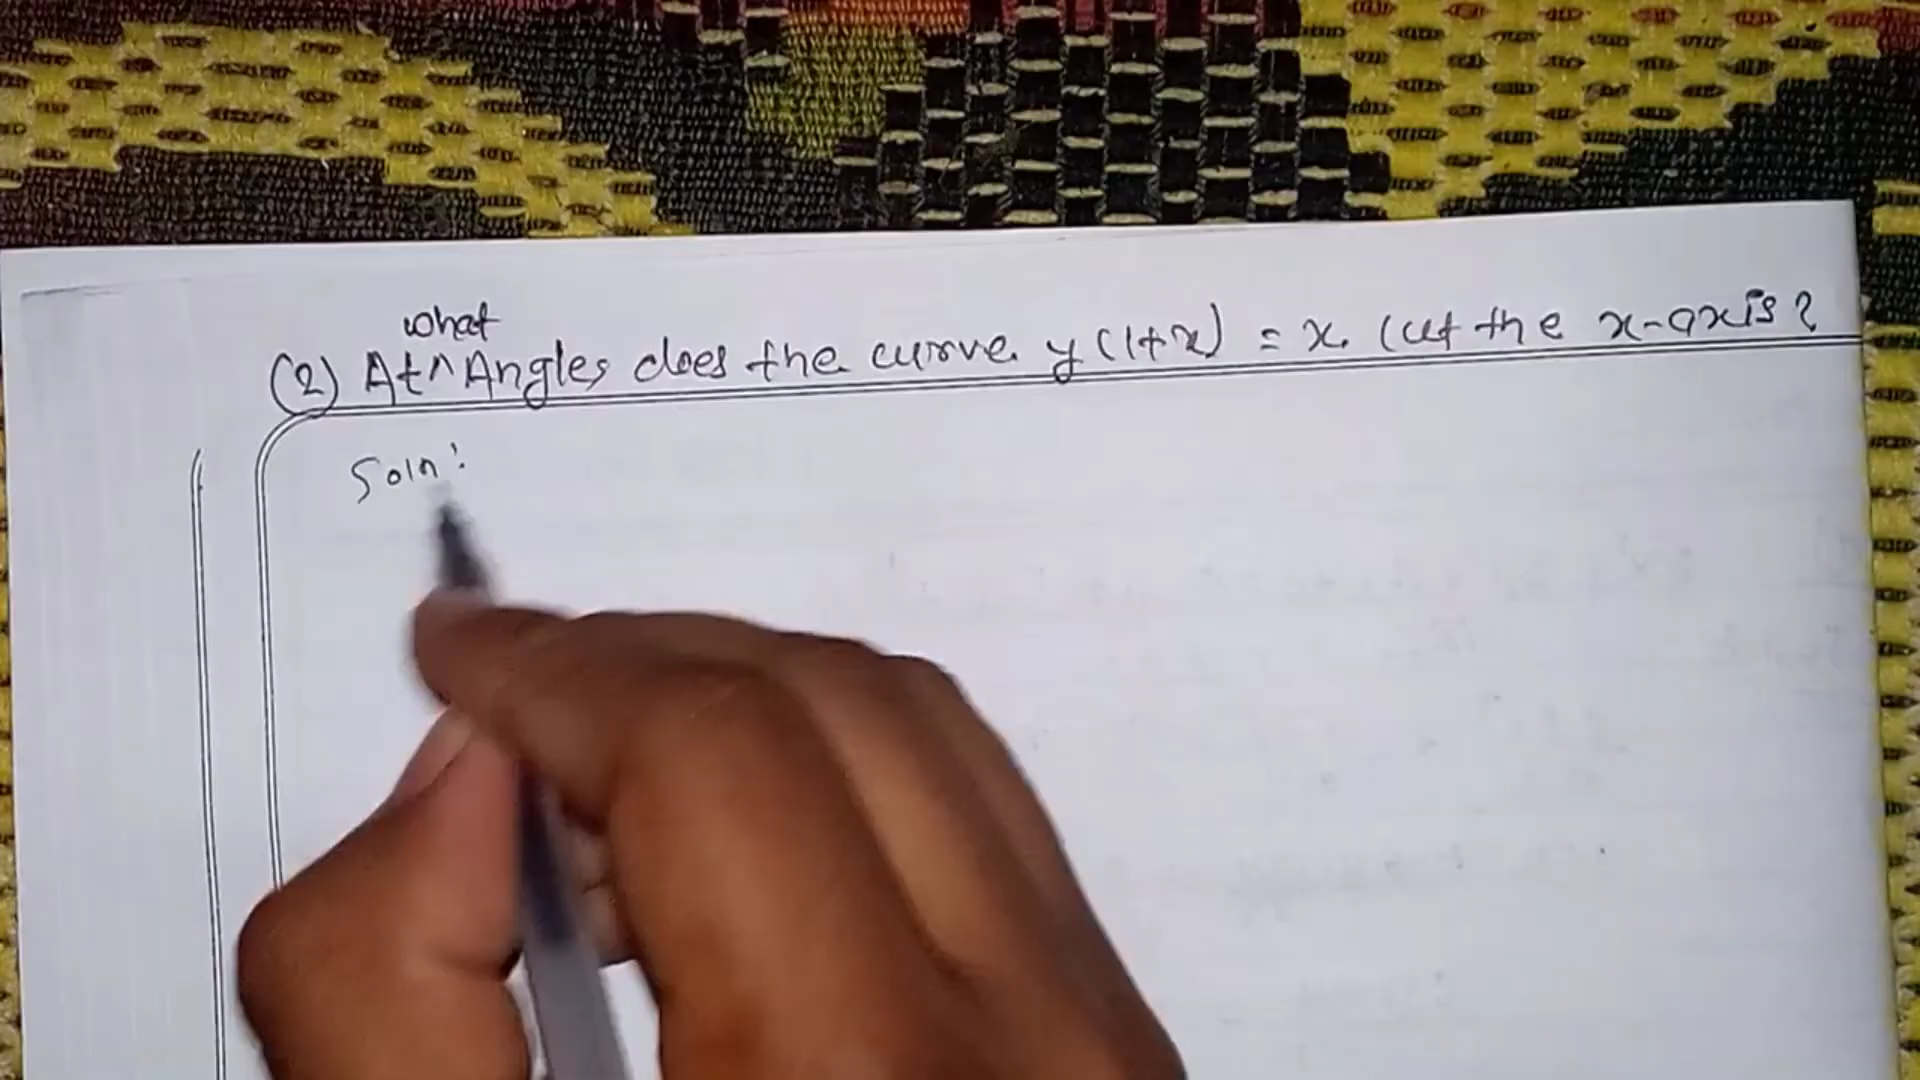 what
(2) At^Angles does the curve y(1+x) = x. Cut the x-axis?
Soln: